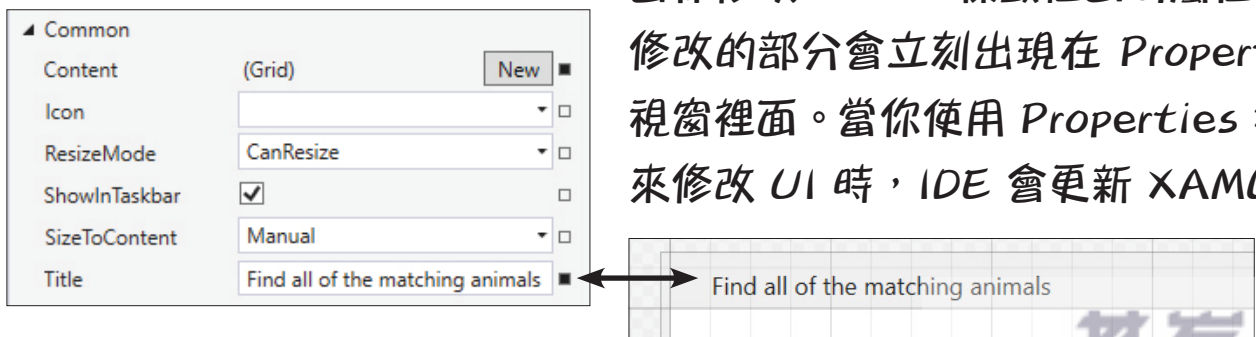 Common
Content (Grid) New
Icon
ResizeMode CanResize
ShowInTaskbar
SizeToContent Manual
Title Find all of the matching animals
修改的部分會立刻出現在 Proper
視窗裡面。當你使用 Properties
來修改 UI 時,IDE 會更新 XAML
Find all of the matching animals